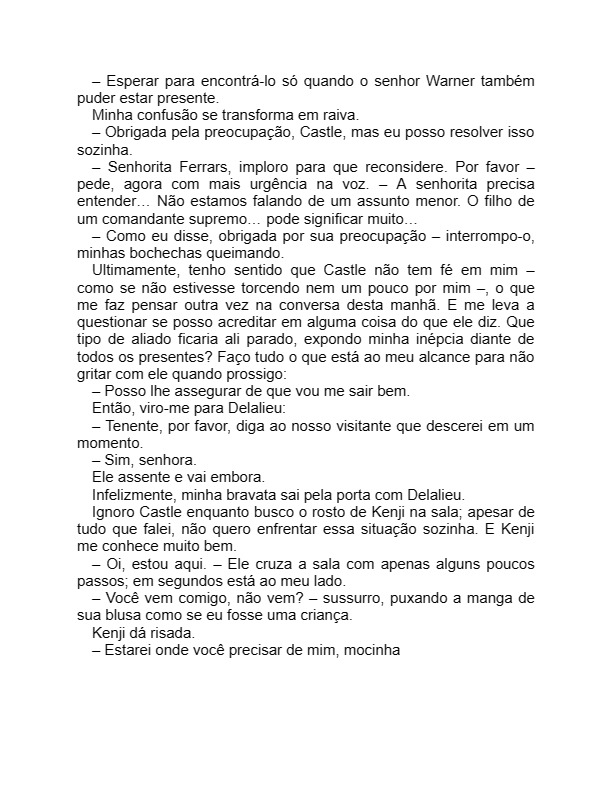 – Esperar para encontrá-lo só quando o senhor Warner também
puder estar presente.
Minha confusão se transforma em raiva.
– Obrigada pela preocupação, Castle, mas eu posso resolver isso
sozinha.
– Senhorita Ferrars, imploro para que reconsidere. Por favor –
pede, agora com mais urgência na voz. – A senhorita precisa
entender… Não estamos falando de um assunto menor. O filho de
um comandante supremo… pode significar muito…
– Como eu disse, obrigada por sua preocupação – interrompo-o,
minhas bochechas queimando.
Ultimamente, tenho sentido que Castle não tem fé em mim –
como se não estivesse torcendo nem um pouco por mim –, o que
me faz pensar outra vez na conversa desta manhã. E me leva a
questionar se posso acreditar em alguma coisa do que ele diz. Que
tipo de aliado ficaria ali parado, expondo minha inépcia diante de
todos os presentes? Faço tudo o que está ao meu alcance para não
gritar com ele quando prossigo:
– Posso lhe assegurar de que vou me sair bem.
Então, viro-me para Delalieu:
– Tenente, por favor, diga ao nosso visitante que descerei em um
momento.
– Sim, senhora.
Ele assente e vai embora.
Infelizmente, minha bravata sai pela porta com Delalieu.
Ignoro Castle enquanto busco o rosto de Kenji na sala; apesar de
tudo que falei, não quero enfrentar essa situação sozinha. E Kenji
me conhece muito bem.
– Oi, estou aqui. – Ele cruza a sala com apenas alguns poucos
passos; em segundos está ao meu lado.
– Você vem comigo, não vem? – sussurro, puxando a manga de
sua blusa como se eu fosse uma criança.
Kenji dá risada.
– Estarei onde você precisar de mim, mocinha